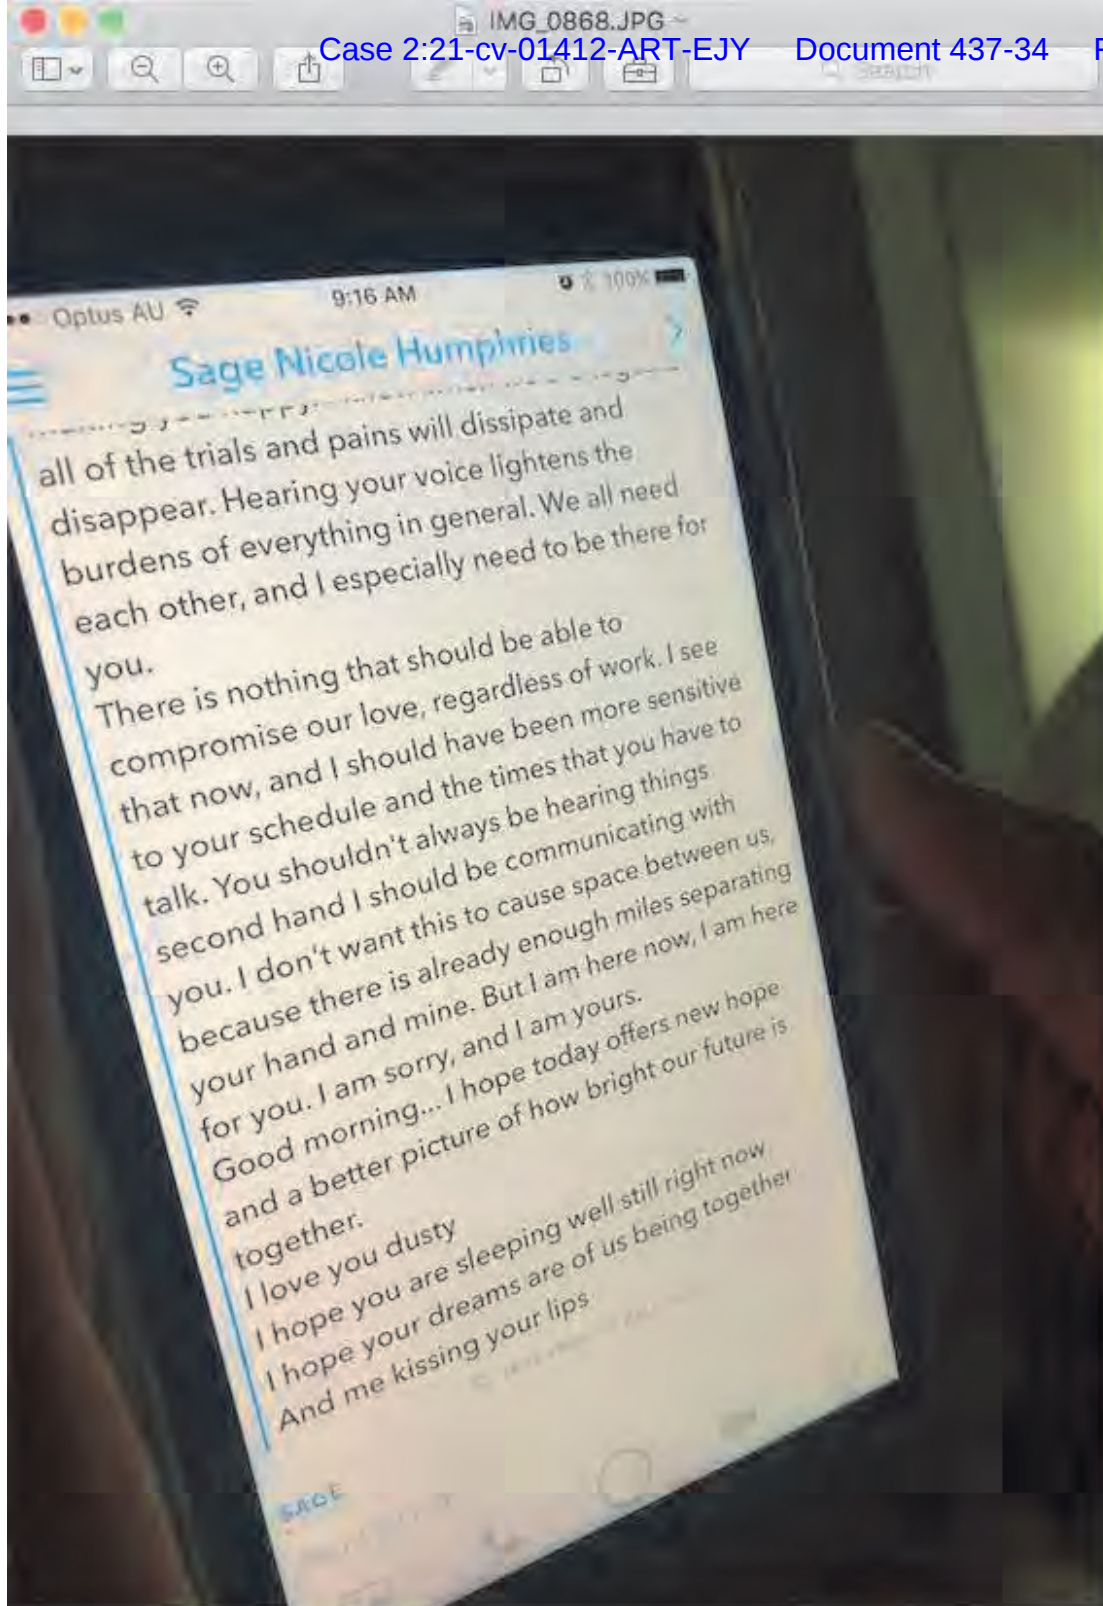 IMG_0868.JPG
Case 2:21-cv-01412-ART-EJY Document 437-34
Search
Optus AU 9:16 AM 100%
Sage Nicole Humphries
all of the trials and pains will dissipate and
disappear. Hearing your voice lightens the
burdens of everything in general. We all need
each other, and I especially need to be there for
you.
There is nothing that should be able to
compromise our love, regardless of work. I see
that now, and I should have been more sensitive
to your schedule and the times that you have to
talk. You shouldn't always be hearing things
second hand I should be communicating with
you. I don't want this to cause space between us,
because there is already enough miles separating
your hand and mine. But I am here now, I am here
for you. I am sorry, and I am yours.
Good morning... I hope today offers new hope
and a better picture of how bright our future is
together.
I love you dusty
I hope you are sleeping well still right now
I hope your dreams are of us being together
And me kissing your lips
SAGE